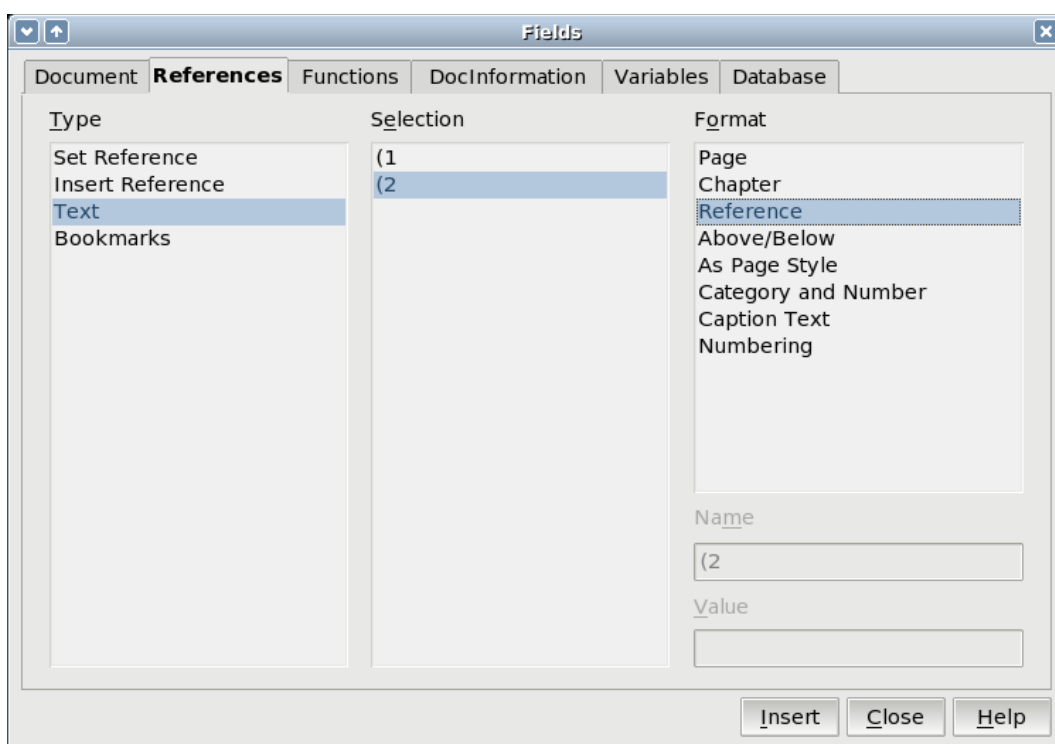 Fields
Document References Functions DocInformation Variables Database
Type
Set Reference
Insert Reference
Text
Bookmarks
Selection
(1
(2
Format
Page
Chapter
Reference
Above/Below
As Page Style
Category and Number
Caption Text
Numbering
Name
(2
Value
Insert Close Help